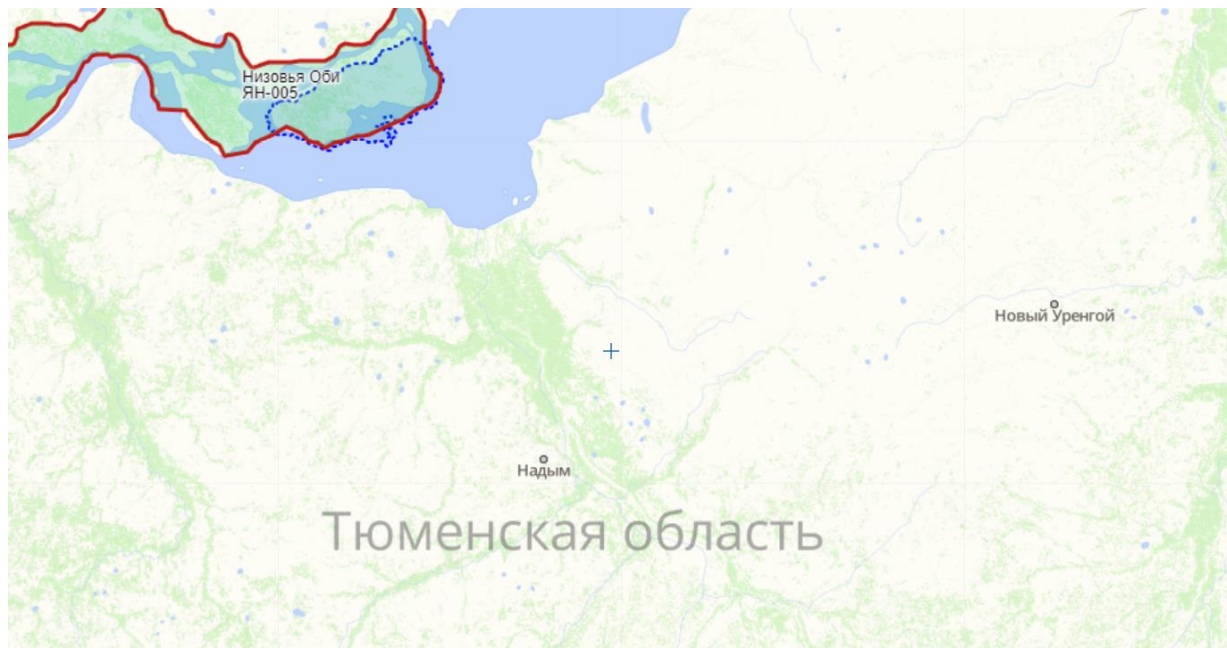 Низовья Оби
ЯН-005
Новый Уренгой
Надым
Тюменская область